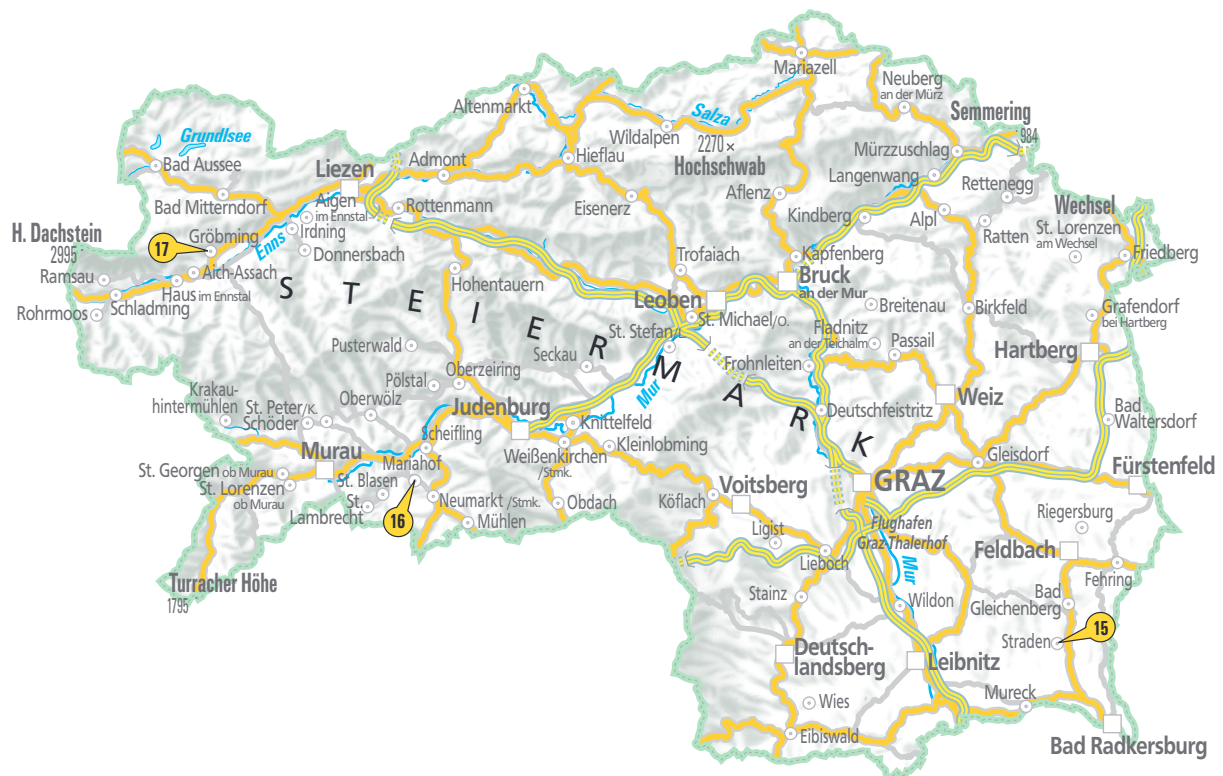 Mariazell
Neuberg
an der Mürz
Altenmarkt
Salza
Semmering
984
Grundlsee
Wildalpen
2270 ×
Hochschwab
Mürzzuschlag
Bad Aussee
Liezen
Admont
Hieflau
Langenwang
Rettenegg
Aflenz
Bad Mitterndorf
Aigen
im Ennstal
Rottenmann
Eisenerz
Kindberg
Alpl
Wechsel
H. Dachstein
2995
17
Gröbming
Enns
Irdning
Donnersbach
Ratten
St. Lorenzen
am Wechsel
Friedberg
Ramsau
Aich-Assach
Trofaiach
Kapfenberg
Haus im Ennstal
Hohentauern
Bruck
an der Mur
Rohrmoos
Schladming
STEIERMARK
Leoben
St. Michael/o.
Breitenau
Birkfeld
Grafendorf
bei Hartberg
St. Stefan/L.
Fladnitz
an der Teichalm
Passail
Hartberg
Pusterwald
Seckau
Frohnleiten
Pölstal
Oberzeiring
Mur
Weiz
Krakau-
hintermühlen
St. Peter/K.
Schöder
Oberwölz
Judenburg
Knittelfeld
Deutschfeistritz
Bad
Waltersdorf
Scheifling
Kleinlobming
Murau
Mariahof
Weißenkirchen
/Stmk.
Gleisdorf
St. Georgen ob Murau
St. Lorenzen
ob Murau
St. Blasen
St.
Lambrecht
16
Neumarkt /Stmk.
Mühlen
Obdach
Köflach
Voitsberg
GRAZ
Fürstenfeld
Ligist
Flughafen
Graz-Thalerhof
Riegersburg
Feldbach
Lieboch
Turracher Höhe
1795
Mur
Fehring
Stainz
Wildon
Bad
Gleichenberg
Straden
15
Deutsch-
landsberg
Leibnitz
Wies
Mureck
Eibiswald
Bad Radkersburg